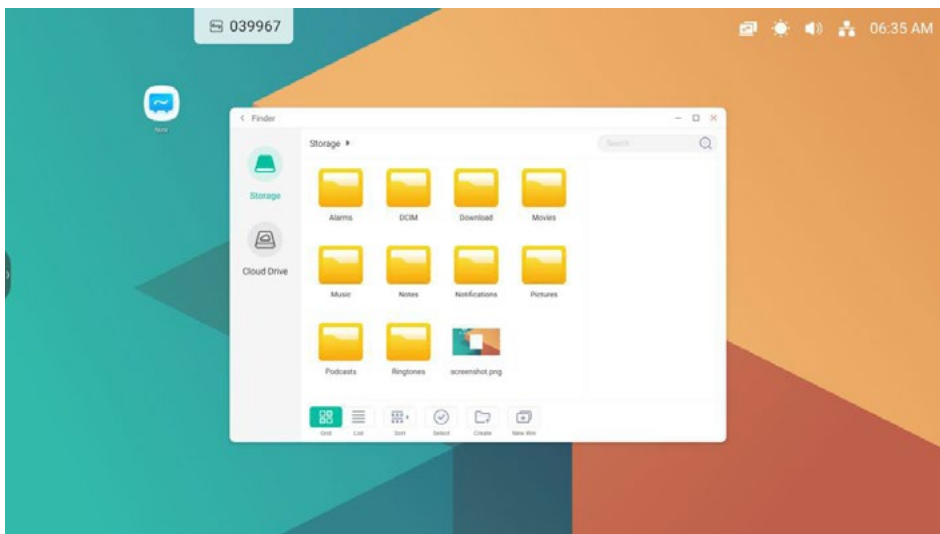 039967
06:35 AM
Note
Finder
Storage
Search
Storage
Cloud Drive
Alarms DCIM Download Movies
Music Notes Notifications Pictures
Podcasts Ringtones screenshot.png
Grid List Sort Select Create New Win